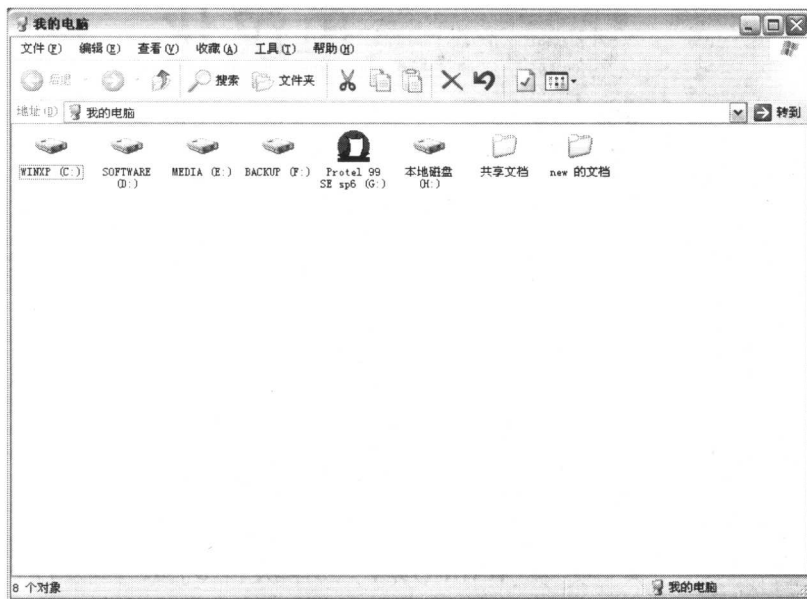 我的电脑
文件(F) 编辑(E) 查看(V) 收藏(A) 工具(T) 帮助(H)
后退 搜索 文件夹
地址(D) 我的电脑 转到
WINXP (C:) SOFTWARE (D:) MEDIA (E:) BACKUP (F:) Protel 99 SE sp6 (G:) 本地磁盘 (H:) 共享文档 new 的文档
8 个对象 我的电脑